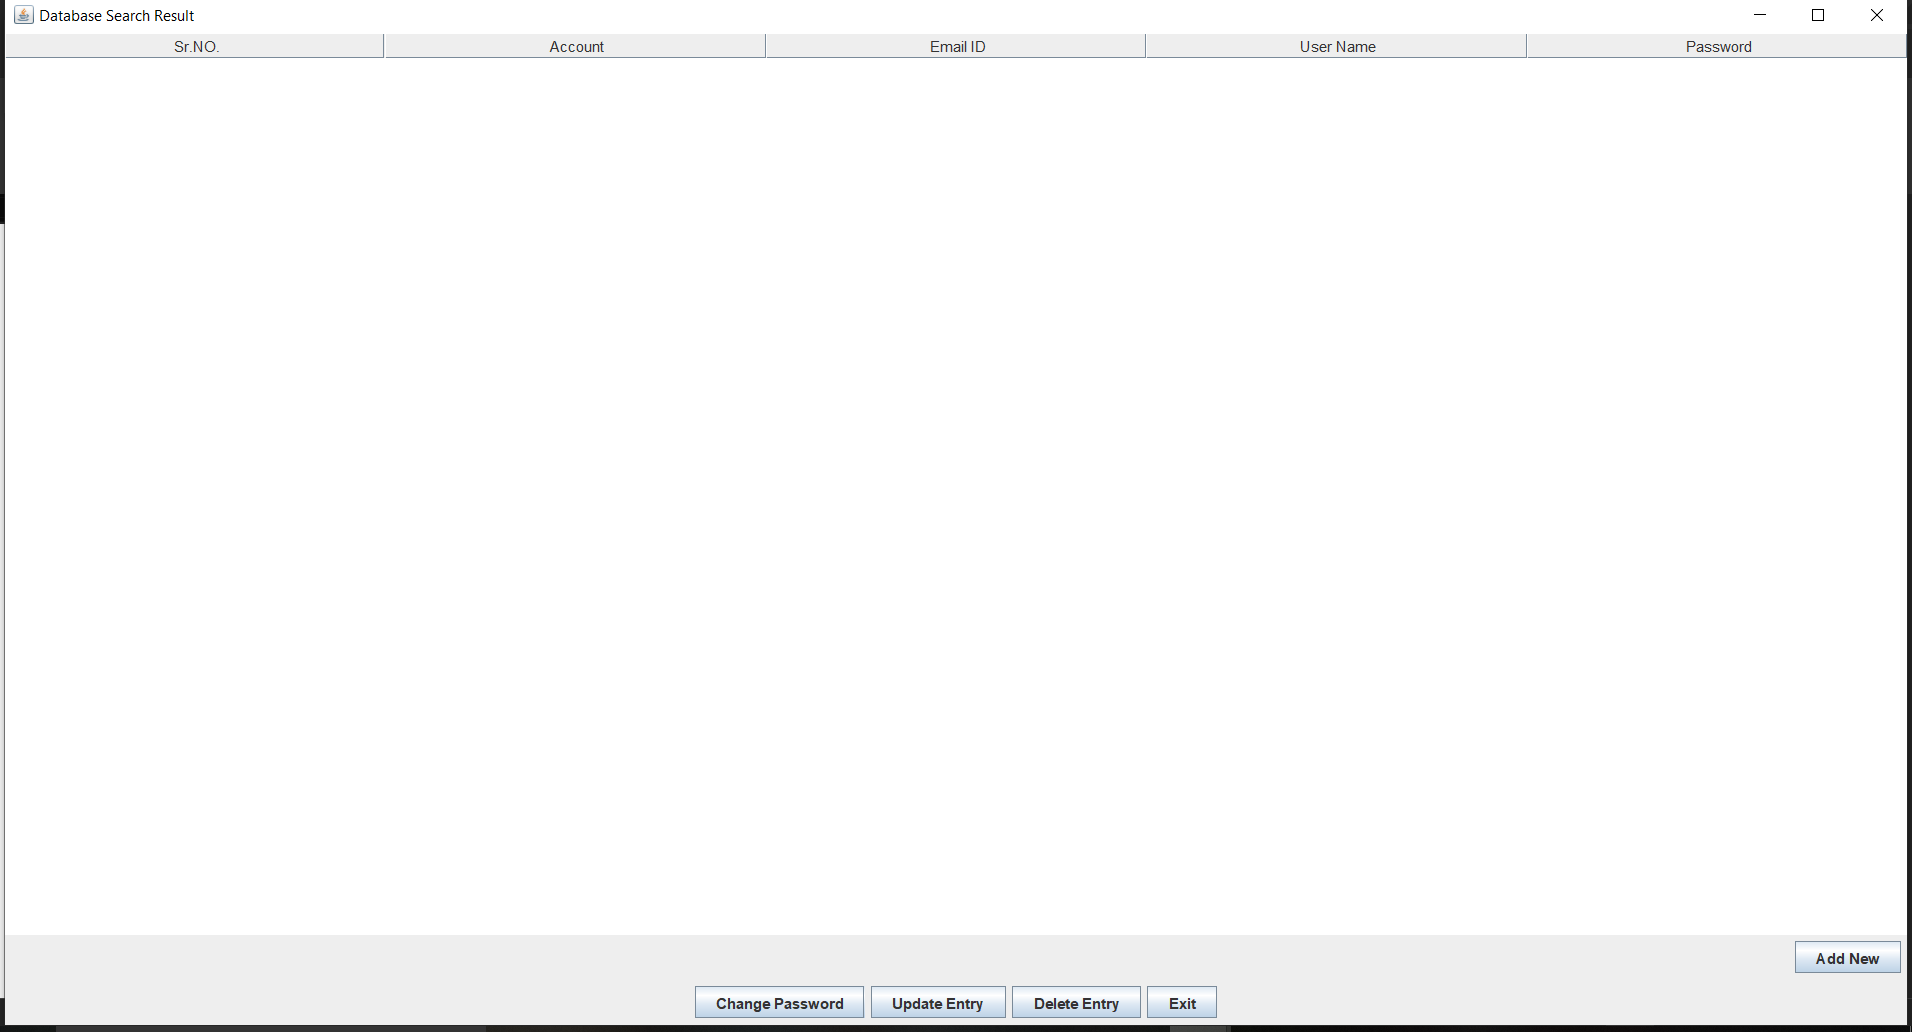 Database Search Result
Sr.NO. Account Email ID User Name Password
Add New
Change Password Update Entry Delete Entry Exit